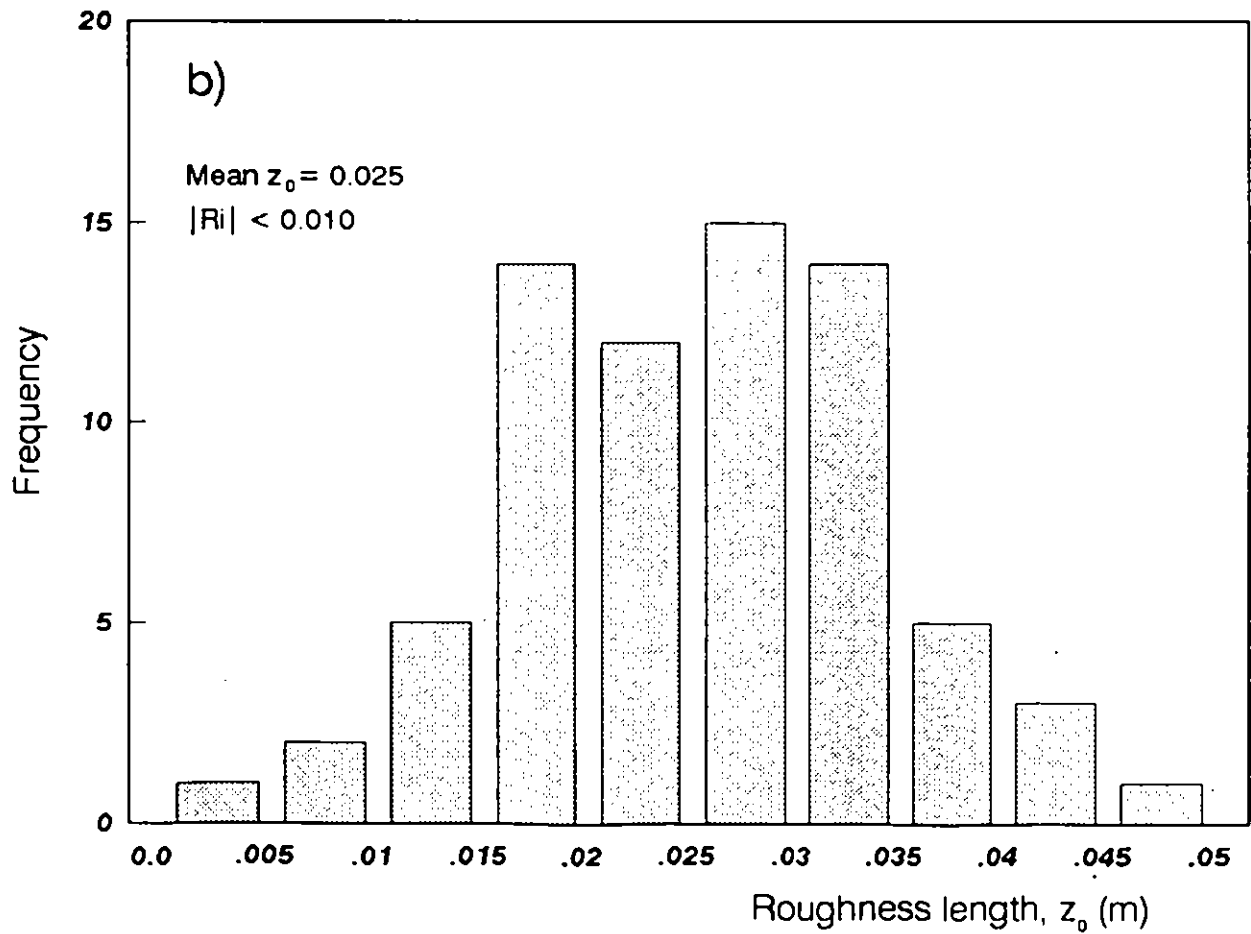 20
b)
Mean z₀ = 0.025
|Ri| < 0.010
15
10
5
0
Frequency
0.0 .005 .01 .015 .02 .025 .03 .035 .04 .045 .05
Roughness length, z₀ (m)